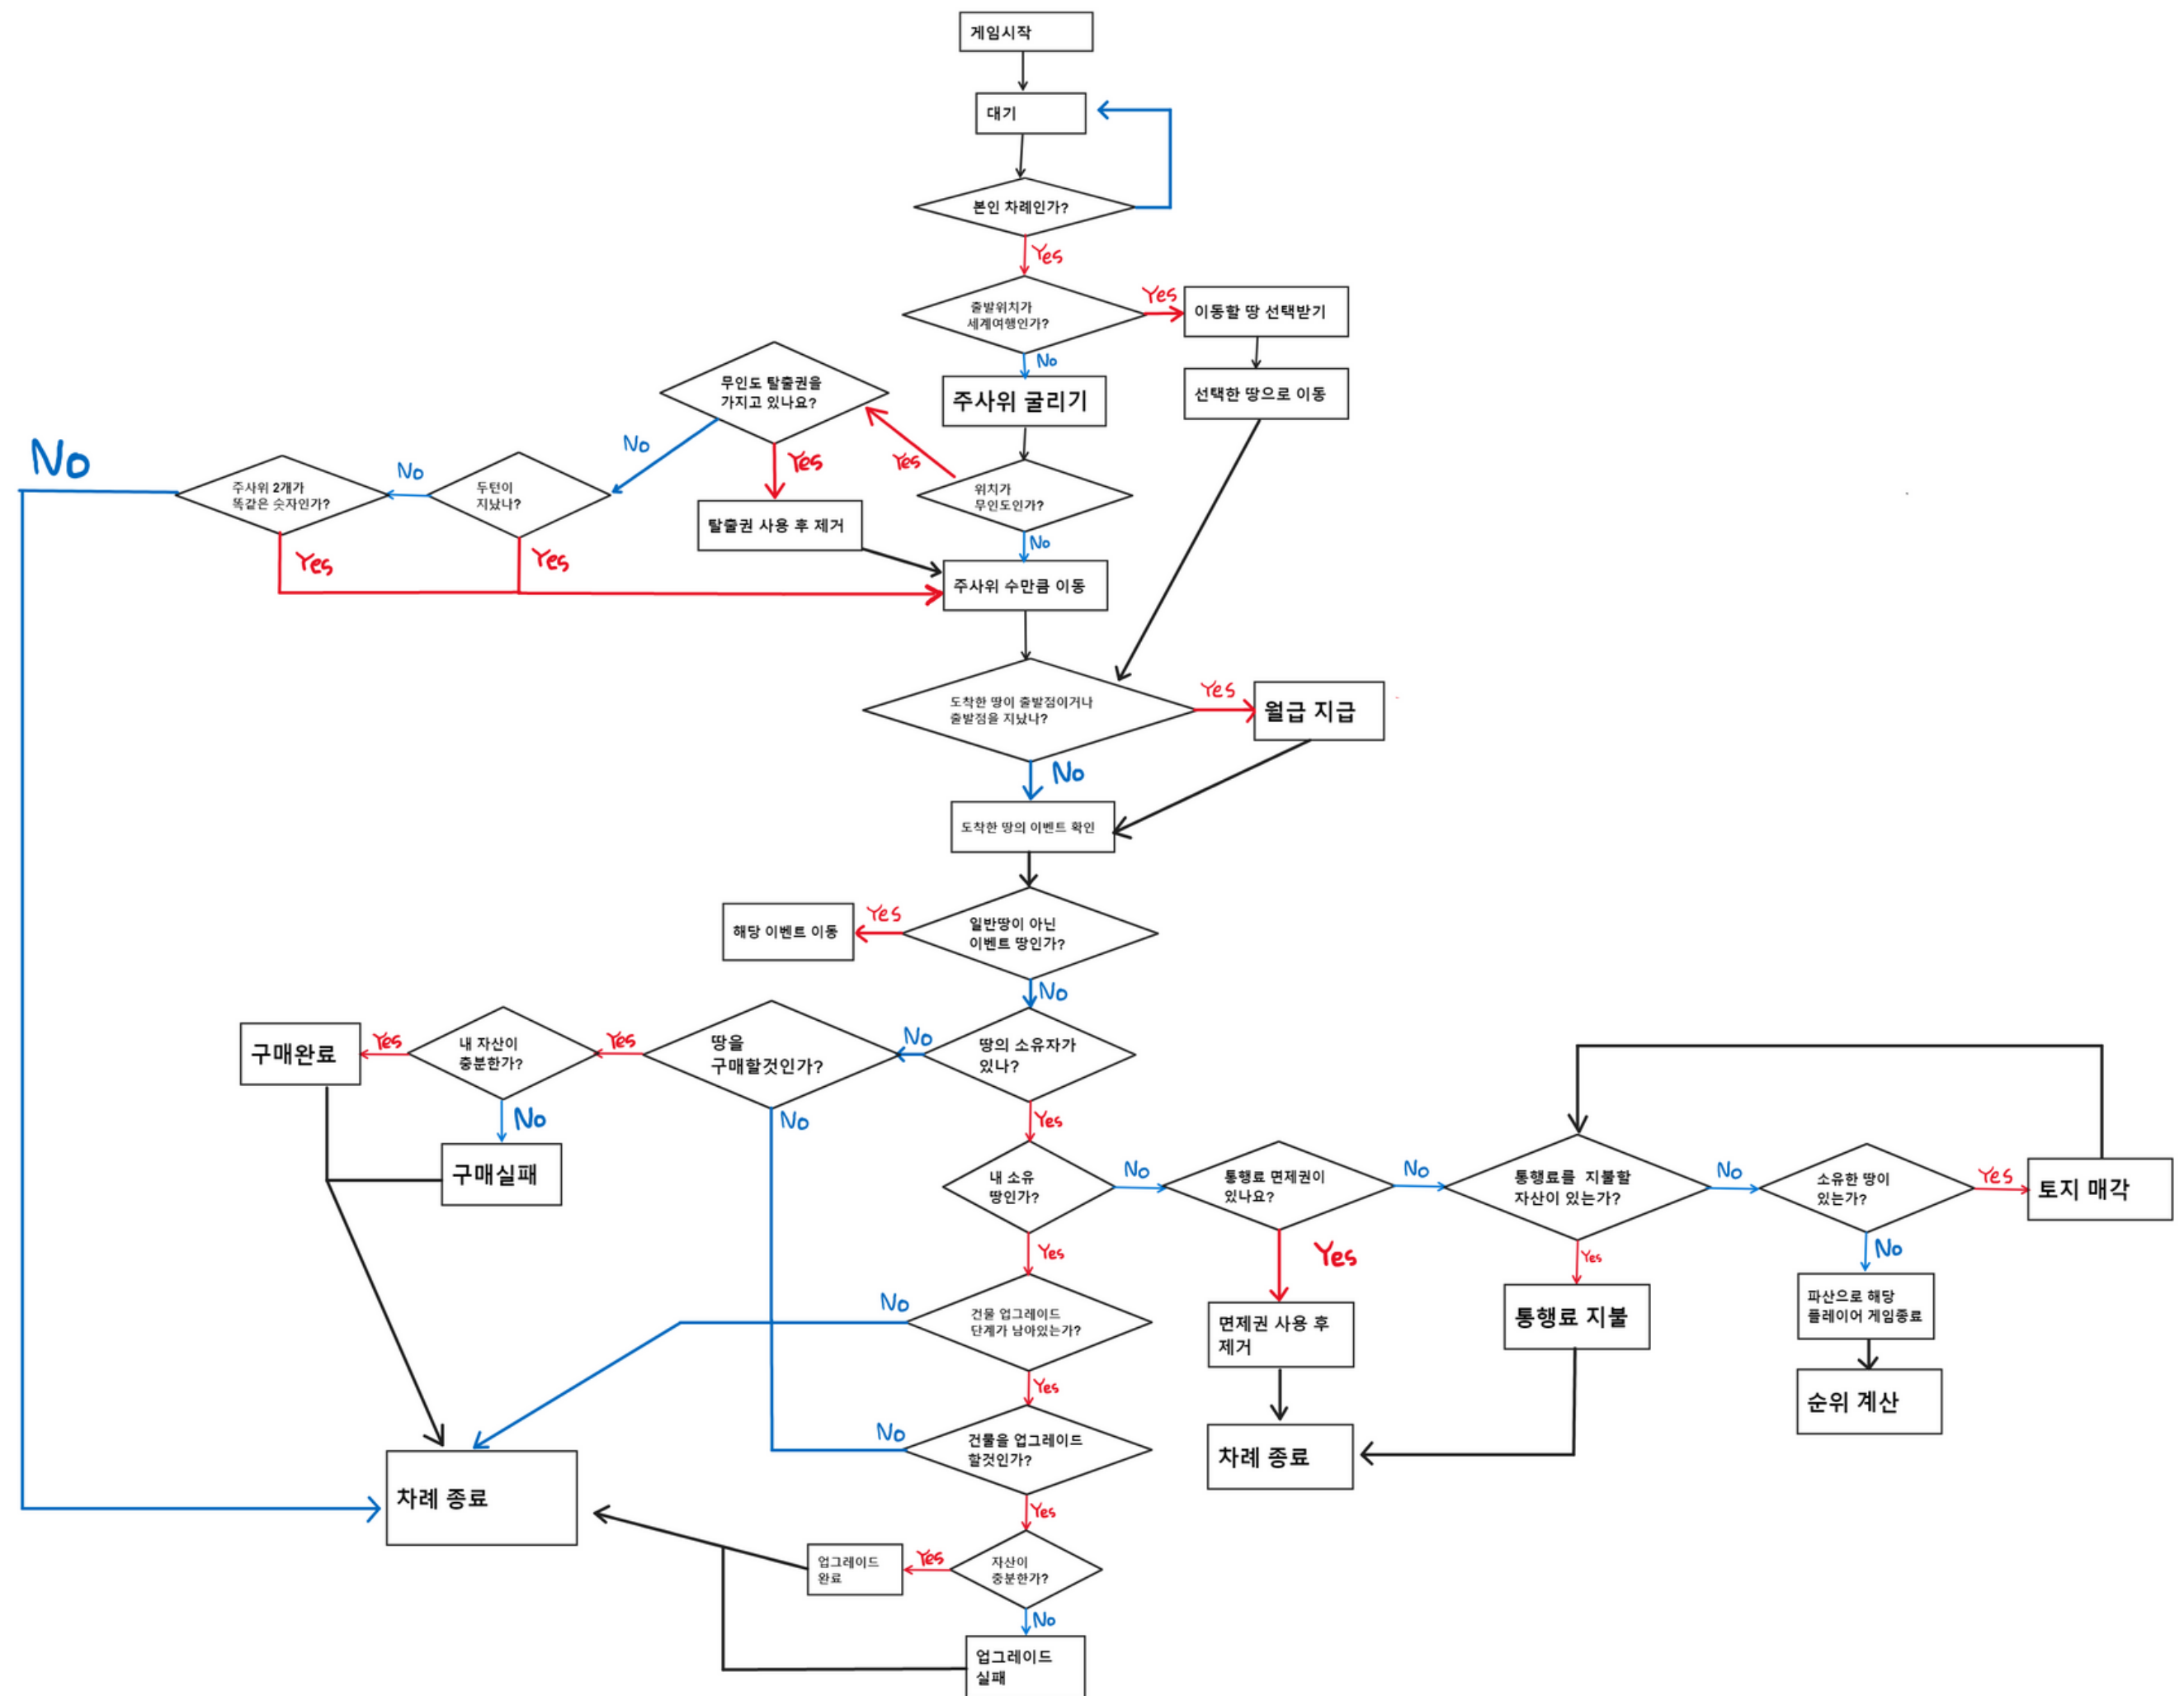 게임시작
대기
본인 차례인가?
Yes
출발위치가
세계여행인가?
Yes
이동할 땅 선택받기
No
선택한 땅으로 이동
주사위 굴리기
위치가
무인도인가?
Yes
무인도 탈출권을
가지고 있나요?
Yes
탈출권 사용 후 제거
No
두턴이
지났나?
Yes
No
주사위 2개가
똑같은 숫자인가?
Yes
No
No
주사위 수만큼 이동
도착한 땅이 출발점이거나
출발점을 지났나?
Yes
월급 지급
No
도착한 땅의 이벤트 확인
일반땅이 아닌
이벤트 땅인가?
Yes
해당 이벤트 이동
No
땅의 소유자가
있나?
No
땅을
구매할것인가?
No
Yes
내 자산이
충분한가?
Yes
구매완료
No
구매실패
Yes
내 소유
땅인가?
No
통행료 면제권이
있나요?
Yes
면제권 사용 후
제거
차례 종료
No
통행료를 지불할
자산이 있는가?
Yes
통행료 지불
No
소유한 땅이
있는가?
Yes
토지 매각
No
파산으로 해당
플레이어 게임종료
순위 계산
Yes
건물 업그레이드
단계가 남아있는가?
No
Yes
건물을 업그레이드
할것인가?
No
Yes
자산이
충분한가?
Yes
업그레이드
완료
No
업그레이드
실패
차례 종료